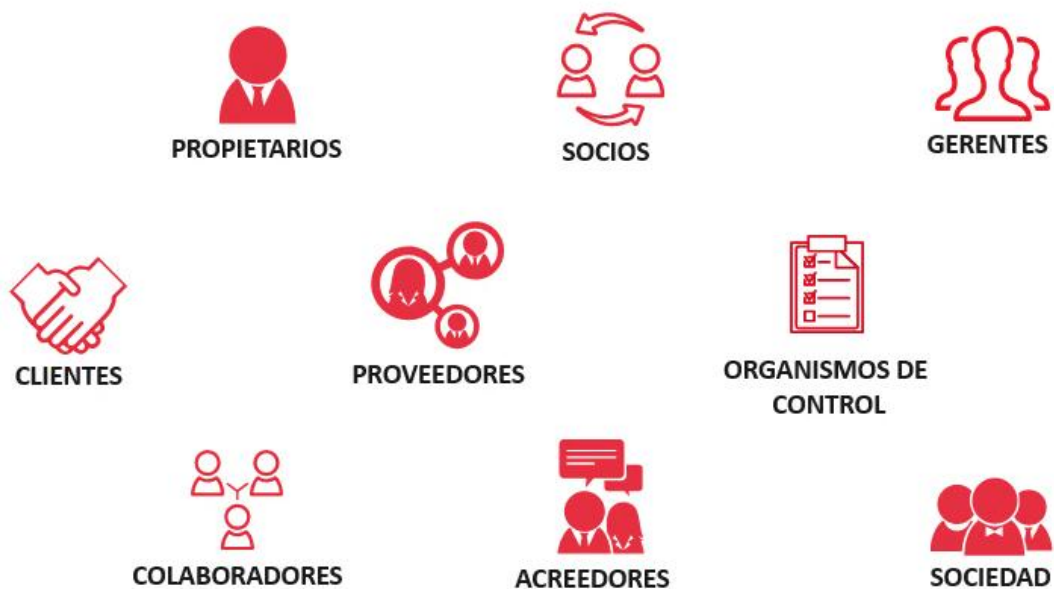 PROPIETARIOS
SOCIOS
GERENTES
CLIENTES
PROVEEDORES
ORGANISMOS DE
CONTROL
COLABORADORES
ACREEDORES
SOCIEDAD